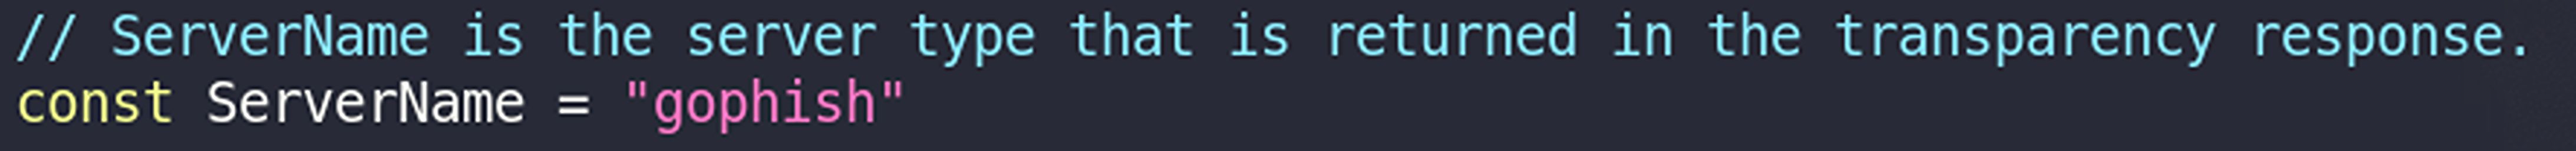 // ServerName is the server type that is returned in the transparency response.
const ServerName = "gophish"